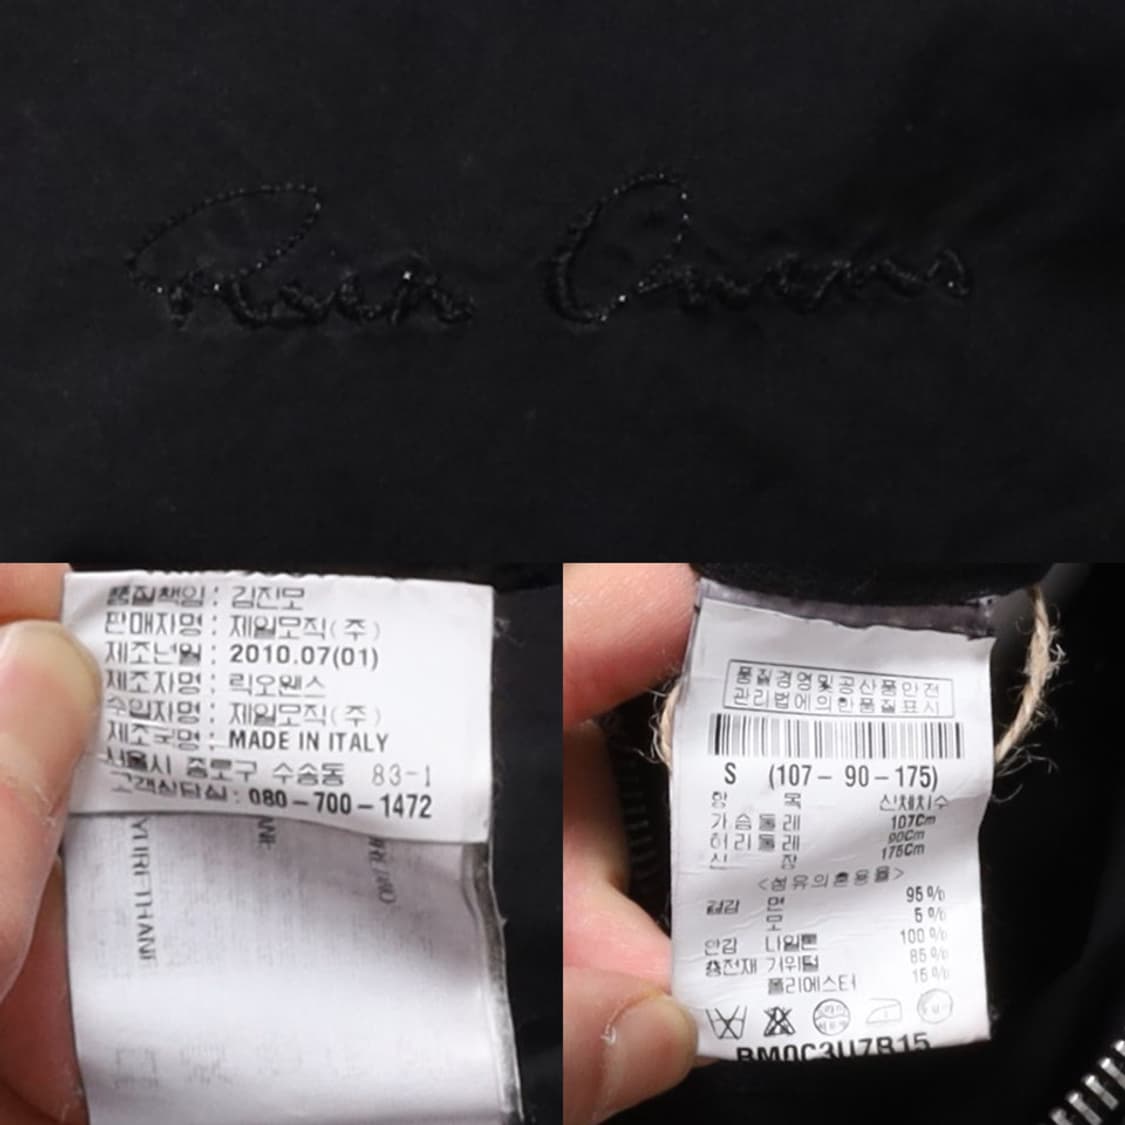 Rick Owens
품질책임 : 김진모
판매자명 : 제일모직(주)
제조년월 : 2010.07(01)
제조자명 : 릭오웬스
수입자명 : 제일모직(주)
제조국명 : MADE IN ITALY
서울시 종로구 수송동 83-1
고객상담실 : 080-700-1472
품질경영및공산품안전
관리법에의한품질표시
S (107-90-175)
항 목 신체치수
가슴둘레 107Cm
허리둘레 90Cm
신 장 175Cm
<섬유의혼용률>
겉감 면 95%
모 5%
안감 나일론 100%
충전재 거위털 85%
폴리에스터 15%